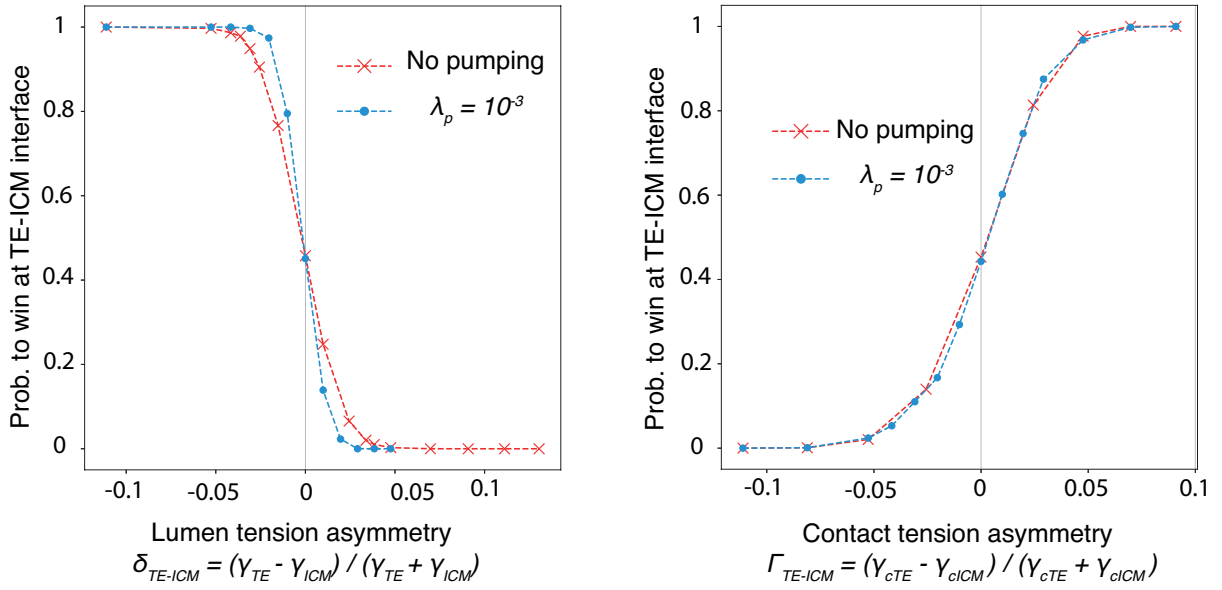 Prob. to win at TE-ICM interface
1
0.8
0.6
0.4
0.2
0
No pumping
λp = 10-3
-0.1
-0.05
0
0.05
0.1
Lumen tension asymmetry
δTE-ICM = (γTE - γICM) / (γTE + γICM)
Prob. to win at TE-ICM interface
1
0.8
0.6
0.4
0.2
0
No pumping
λp = 10-3
-0.1
-0.05
0
0.05
0.1
Contact tension asymmetry
ΓTE-ICM = (γcTE - γcICM) / (γcTE + γcICM)